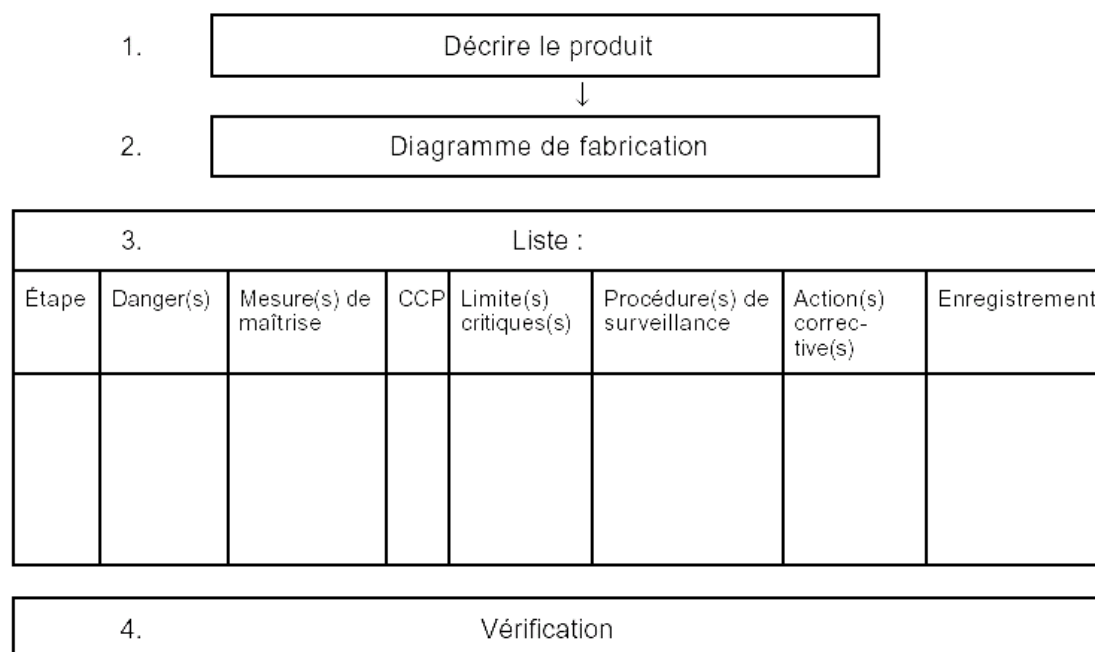 1. Décrire le produit
↓
2. Diagramme de fabrication
3. Liste :
Étape Danger(s) Mesure(s) de maîtrise CCP Limite(s) critiques(s) Procédure(s) de surveillance Action(s) correc-tive(s) Enregistrement
4. Vérification